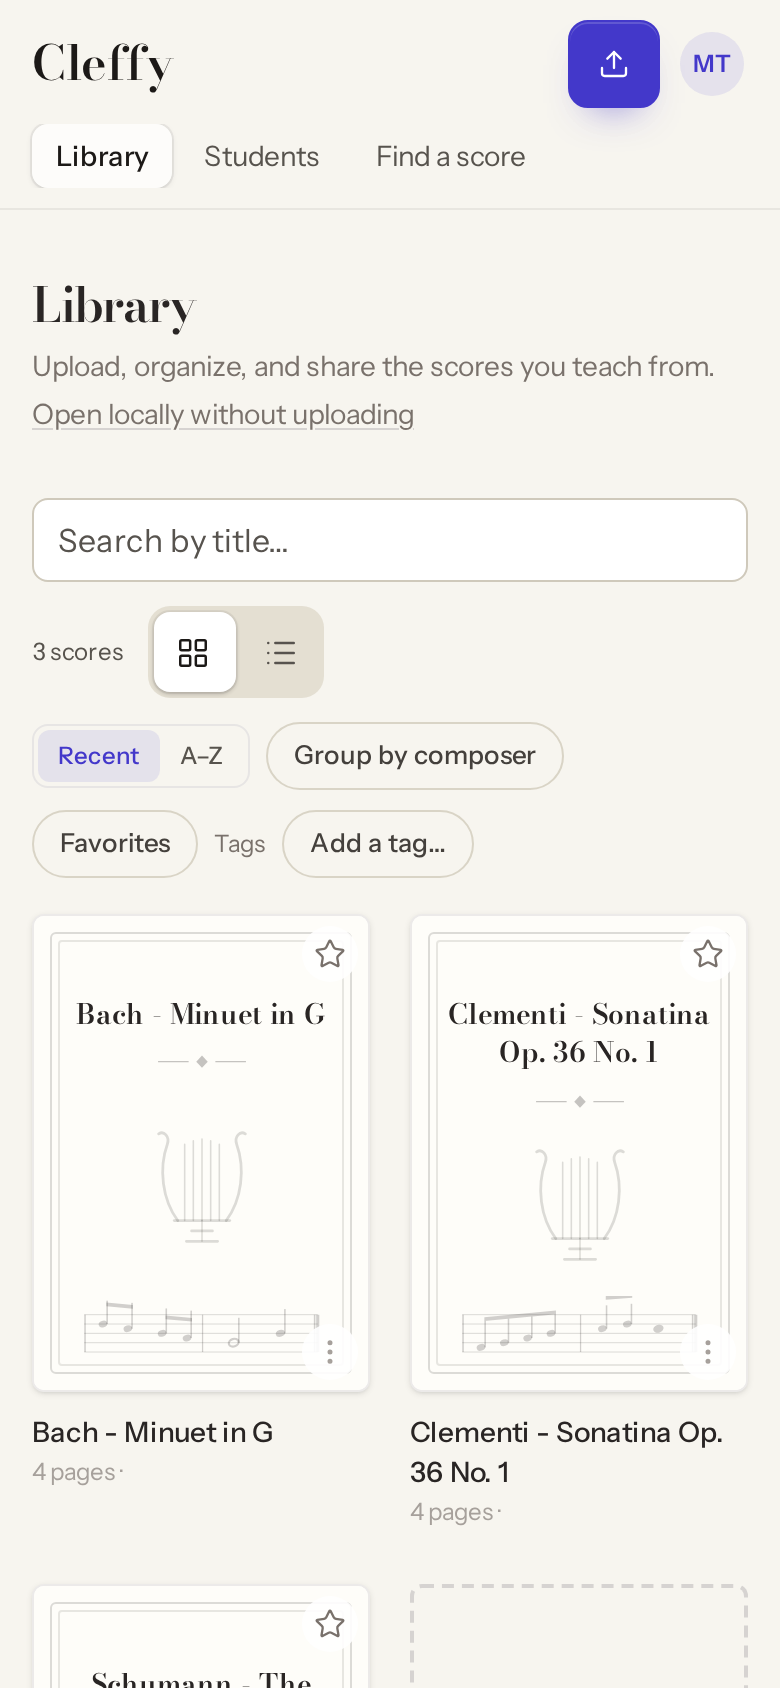 Cleffy
MT
Library Students Find a score
Library
Upload, organize, and share the scores you teach from.
Open locally without uploading
Search by title...
3 scores
Recent A–Z Group by composer
Favorites Tags Add a tag...
Bach - Minuet in G
Clementi - Sonatina
Op. 36 No. 1
Bach - Minuet in G
4 pages ·
Clementi - Sonatina Op.
36 No. 1
4 pages ·
Schumann - The